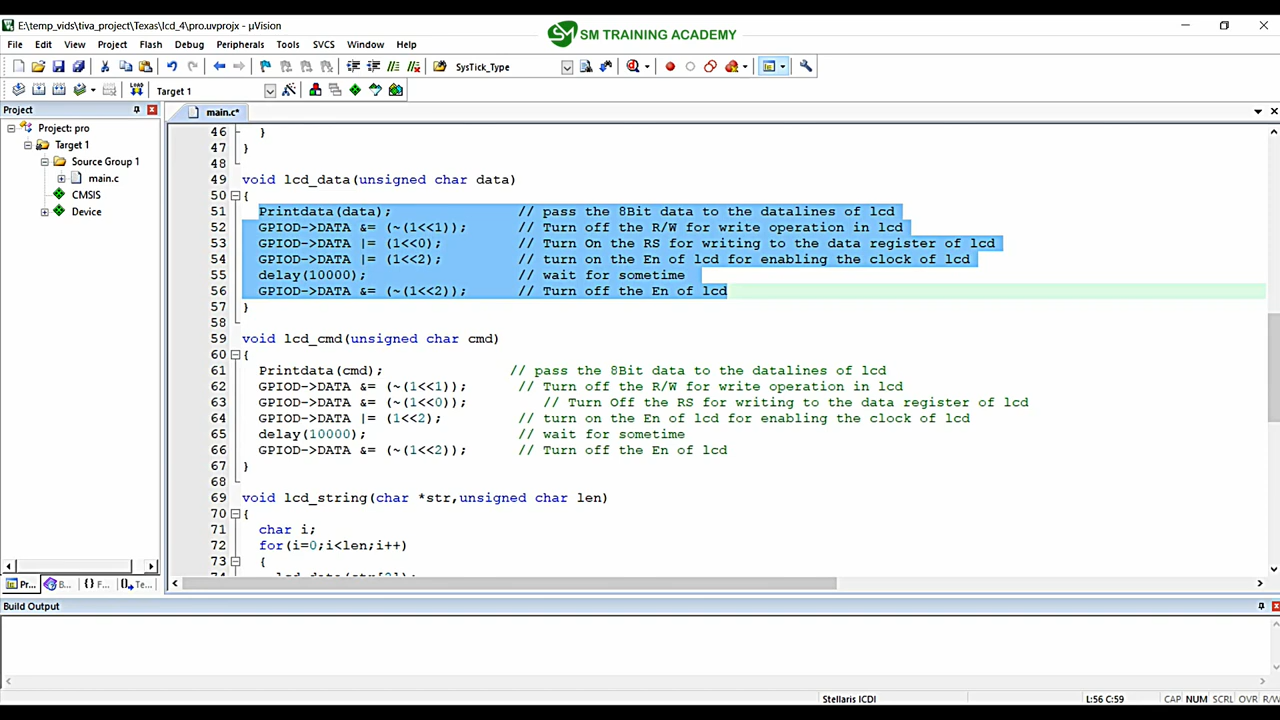 E:\temp_vids\tiva_project\Texas\lcd_4\pro.uvprojx - µVision
SM TRAINING ACADEMY
File Edit View Project Flash Debug Peripherals Tools SVCS Window Help
SysTick_Type
LOAD Target 1
Project
main.c*
Project: pro
Target 1
Source Group 1
main.c
CMSIS
Device
46 }
47 }
48
49 void lcd_data(unsigned char data)
50 {
51 Printdata(data); // pass the 8Bit data to the datalines of lcd
52 GPIOD->DATA &= (~(1<<1)); // Turn off the R/W for write operation in lcd
53 GPIOD->DATA |= (1<<0); // Turn On the RS for writing to the data register of lcd
54 GPIOD->DATA |= (1<<2); // turn on the En of lcd for enabling the clock of lcd
55 delay(10000); // wait for sometime
56 GPIOD->DATA &= (~(1<<2)); // Turn off the En of lcd
57 }
58
59 void lcd_cmd(unsigned char cmd)
60 {
61 Printdata(cmd); // pass the 8Bit data to the datalines of lcd
62 GPIOD->DATA &= (~(1<<1)); // Turn off the R/W for write operation in lcd
63 GPIOD->DATA &= (~(1<<0)); // Turn Off the RS for writing to the data register of lcd
64 GPIOD->DATA |= (1<<2); // turn on the En of lcd for enabling the clock of lcd
65 delay(10000); // wait for sometime
66 GPIOD->DATA &= (~(1<<2)); // Turn off the En of lcd
67 }
68
69 void lcd_string(char *str,unsigned char len)
70 {
71 char i;
72 for(i=0;i<len;i++)
73 {
Pr... B... {} F... Te...
Build Output
Stellaris ICDI L:56 C:59 CAP NUM SCRL OVR R/W